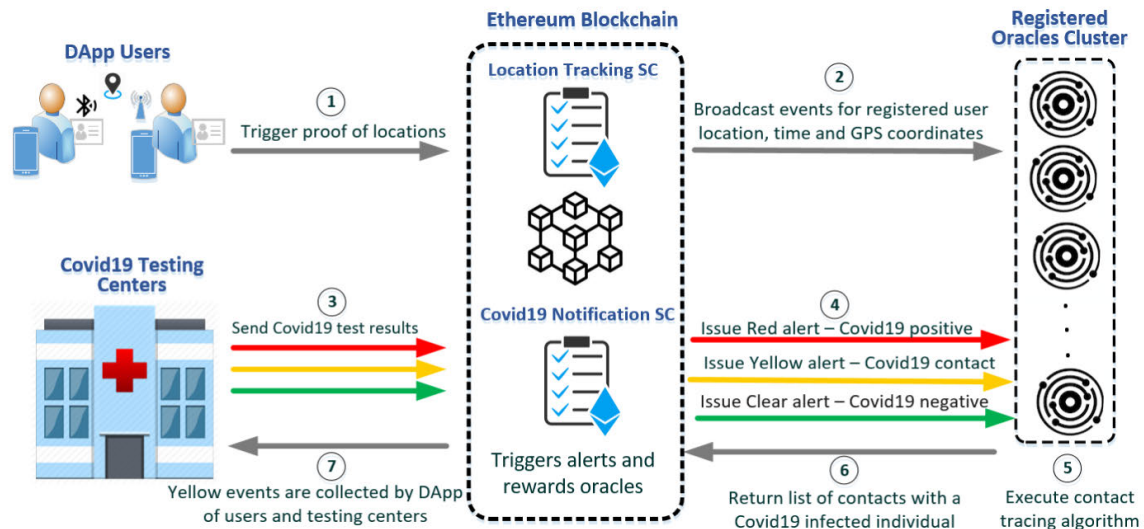 Ethereum Blockchain
Registered
Oracles Cluster
DApp Users
Location Tracking SC
1
Trigger proof of locations
2
Broadcast events for registered user
location, time and GPS coordinates
Covid19 Testing
Centers
3
Send Covid19 test results
Covid19 Notification SC
4
Issue Red alert – Covid19 positive
Issue Yellow alert – Covid19 contact
Issue Clear alert – Covid19 negative
Triggers alerts and
rewards oracles
7
Yellow events are collected by DApp
of users and testing centers
6
Return list of contacts with a
Covid19 infected individual
5
Execute contact
tracing algorithm